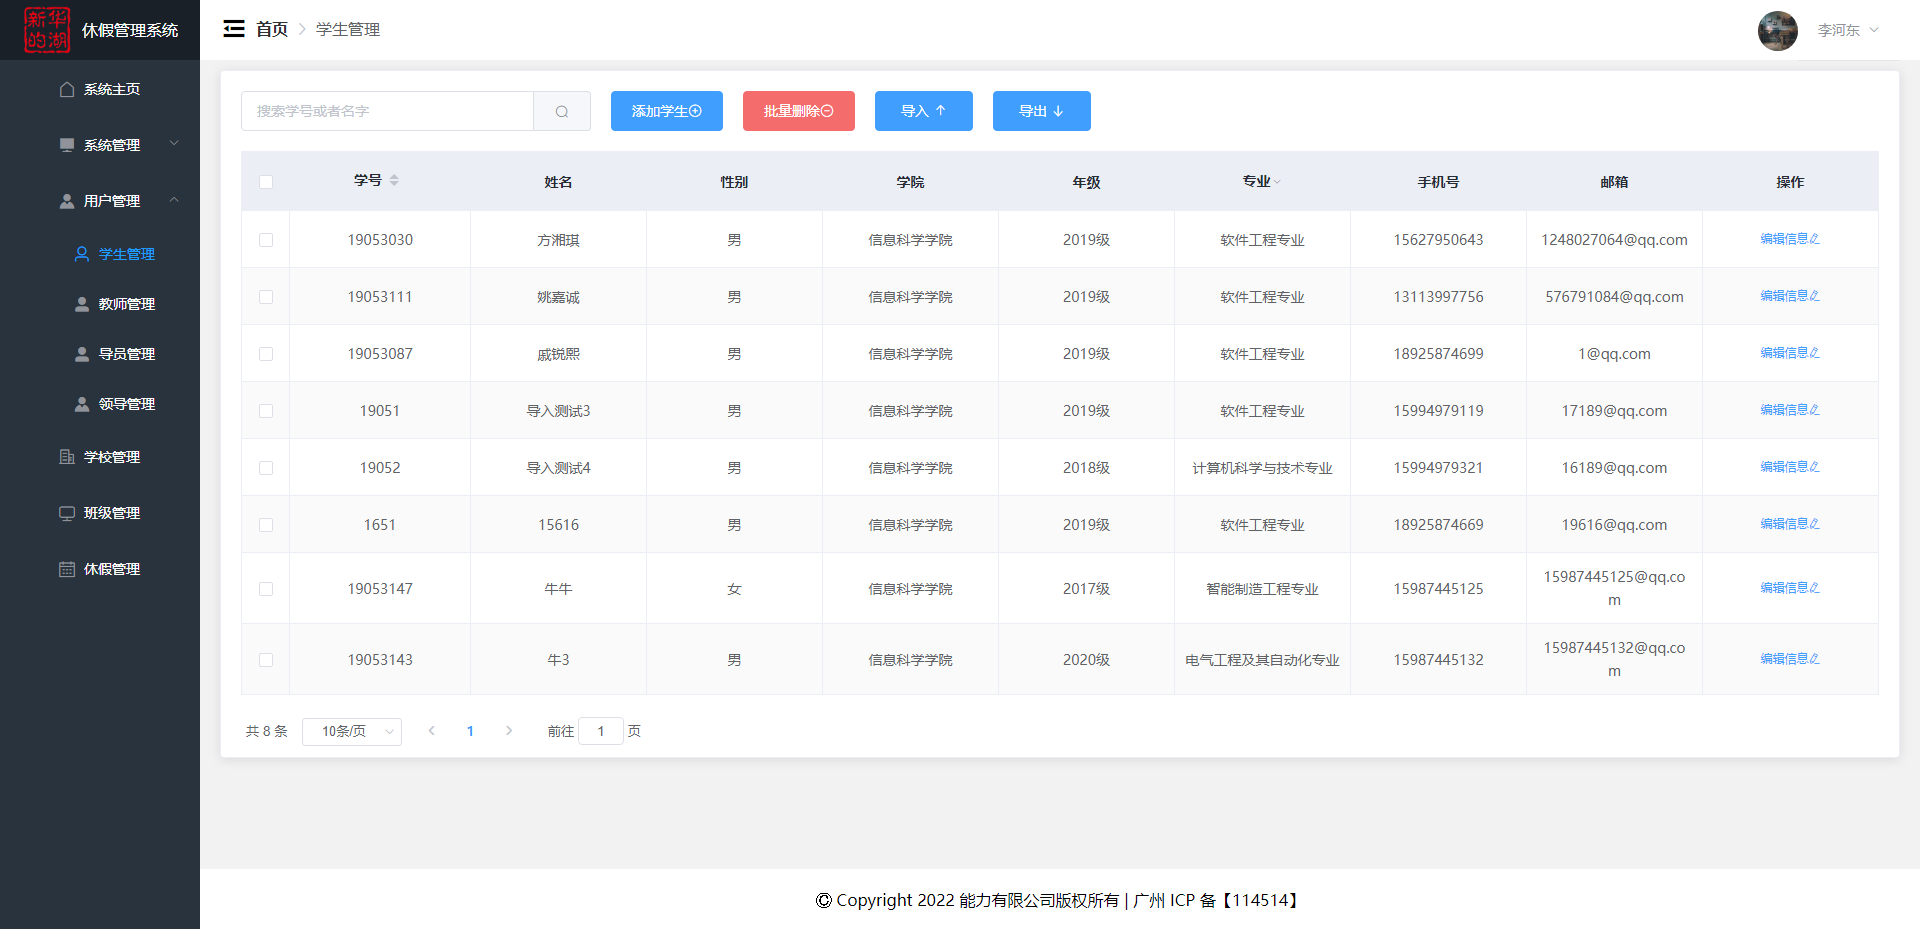 新华
的湖
休假管理系统
首页
学生管理
李河东
系统主页
系统管理
用户管理
学生管理
教师管理
导员管理
领导管理
学校管理
班级管理
休假管理
搜索学号或者名字
添加学生
批量删除
导入
导出
学号 姓名 性别 学院 年级 专业 手机号 邮箱 操作
19053030 方湘琪 男 信息科学学院 2019级 软件工程专业 15627950643 1248027064@qq.com 编辑信息
19053111 姚嘉诚 男 信息科学学院 2019级 软件工程专业 13113997756 576791084@qq.com 编辑信息
19053087 戚锐熙 男 信息科学学院 2019级 软件工程专业 18925874699 1@qq.com 编辑信息
19051 导入测试3 男 信息科学学院 2019级 软件工程专业 15994979119 17189@qq.com 编辑信息
19052 导入测试4 男 信息科学学院 2018级 计算机科学与技术专业 15994979321 16189@qq.com 编辑信息
1651 15616 男 信息科学学院 2019级 软件工程专业 18925874669 19616@qq.com 编辑信息
19053147 牛牛 女 信息科学学院 2017级 智能制造工程专业 15987445125 15987445125@qq.co
m
编辑信息
19053143 牛3 男 信息科学学院 2020级 电气工程及其自动化专业 15987445132 15987445132@qq.co
m
编辑信息
共 8 条 10条/页 1 前往 1 页
© Copyright 2022 能力有限公司版权所有 | 广州 ICP 备【114514】